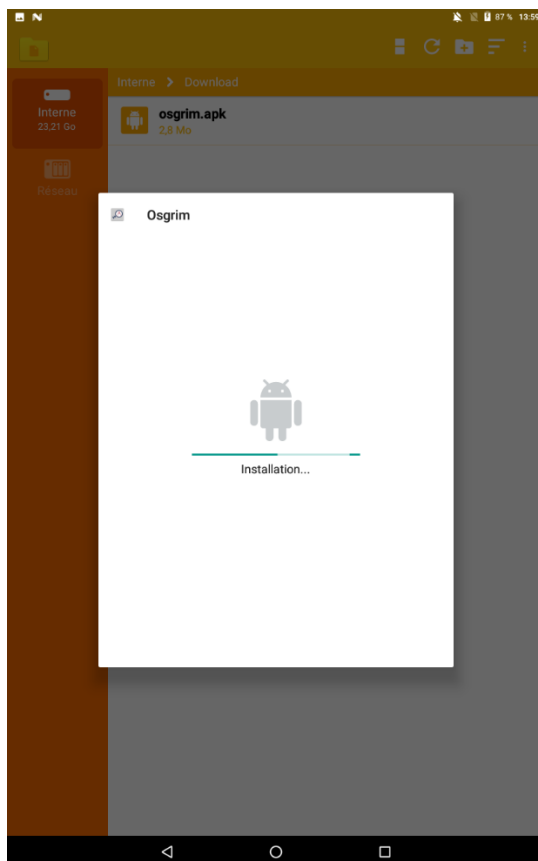 87 % 13:59
Interne > Download
Interne
23,21 Go
osgrim.apk
2,8 Mo
Réseau
Osgrim
Installation...